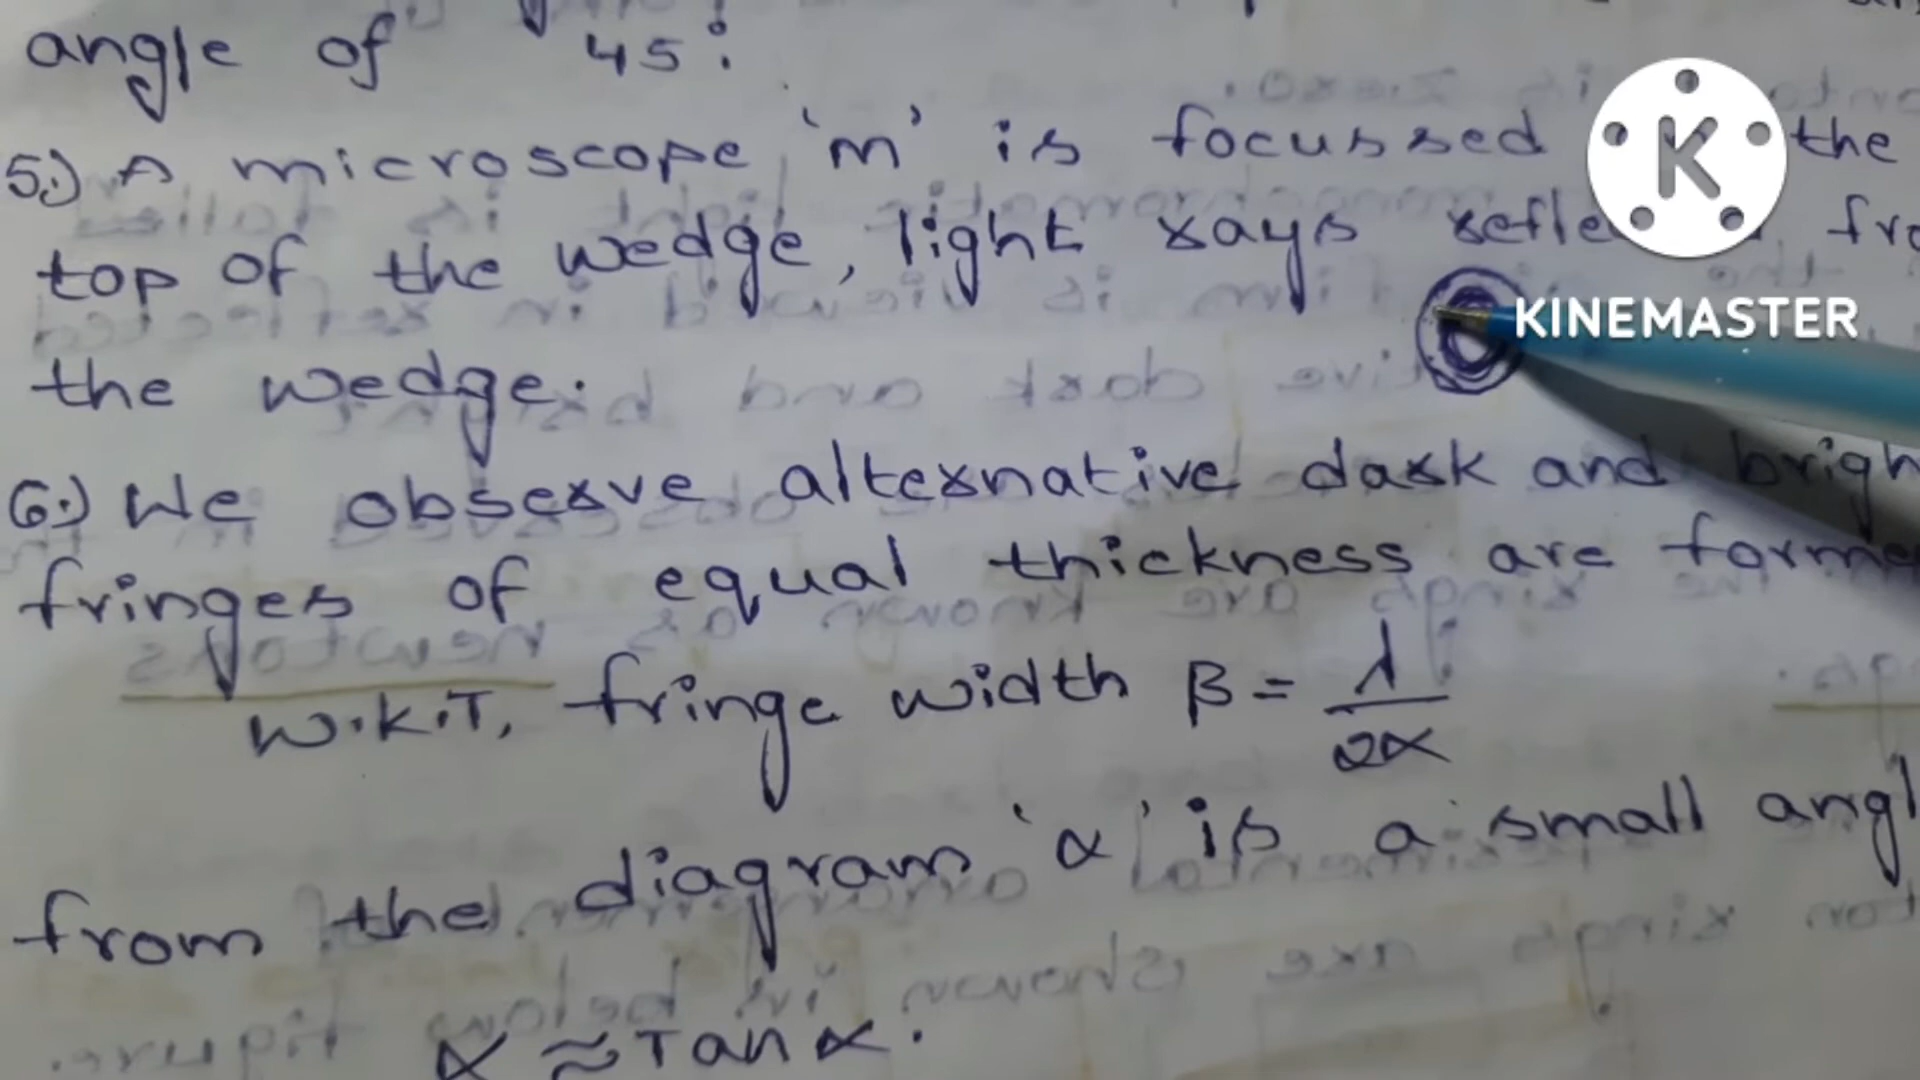 angle of 45°.
5.) A microscope 'm' is focussed the
top of the wedge, light rays
the wedge.
6.) We observe alternative dark and
fringes of equal thickness are
W.K.T, fringe width β = λ/2α
from the diagram 'α' is a small
α ≈ Tan α.
KINEMASTER